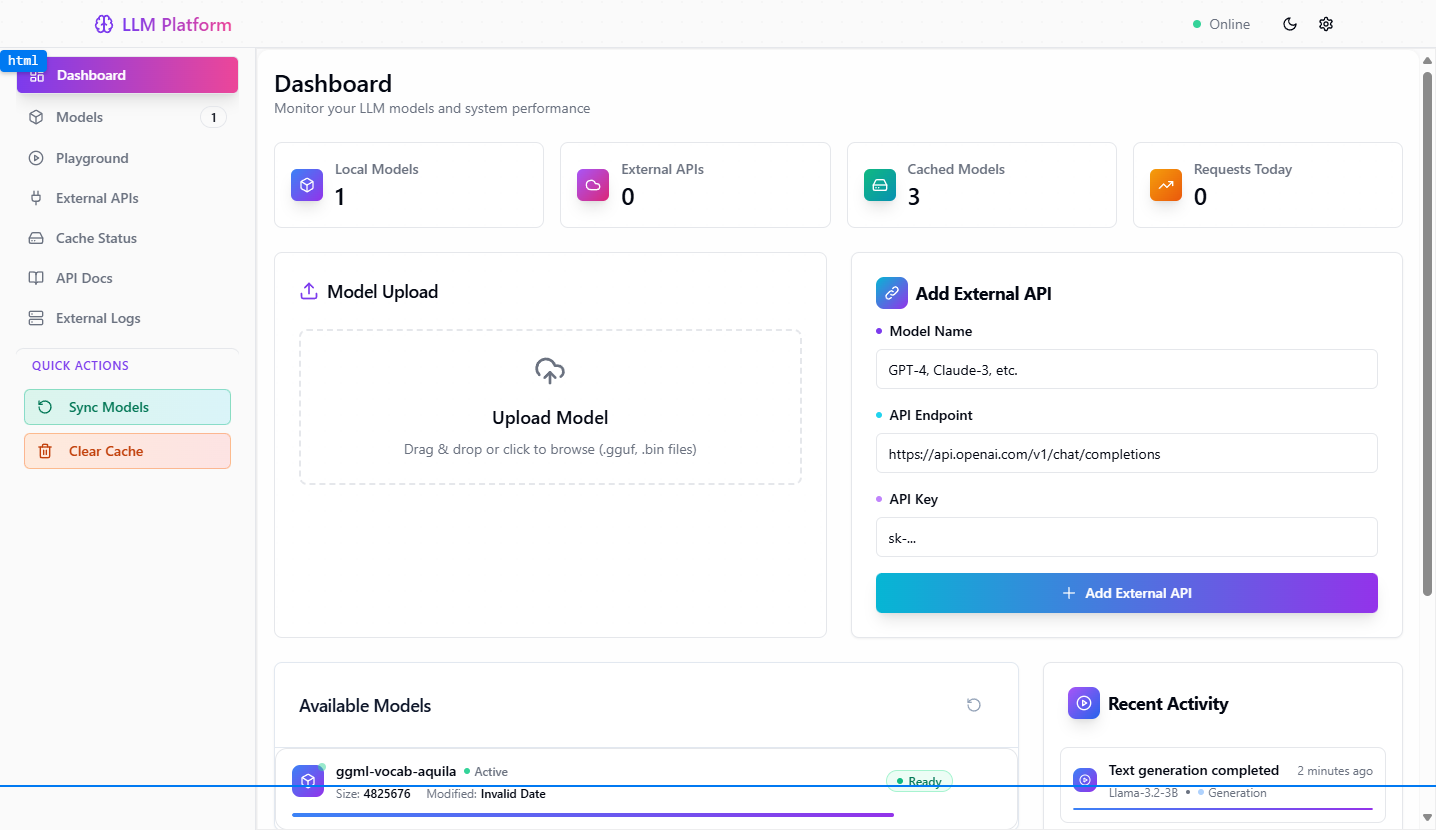 LLM Platform
Online
html
Dashboard
Models
1
Playground
External APIs
Cache Status
API Docs
External Logs
QUICK ACTIONS
Sync Models
Clear Cache
Dashboard
Monitor your LLM models and system performance
Local Models
1
External APIs
0
Cached Models
3
Requests Today
0
Model Upload
Upload Model
Drag & drop or click to browse (.gguf, .bin files)
Add External API
Model Name
GPT-4, Claude-3, etc.
API Endpoint
https://api.openai.com/v1/chat/completions
API Key
sk-...
Add External API
Available Models
ggml-vocab-aquila
Active
Size: 4825676 Modified: Invalid Date
Ready
Recent Activity
Text generation completed
2 minutes ago
Llama-3.2-3B • Generation